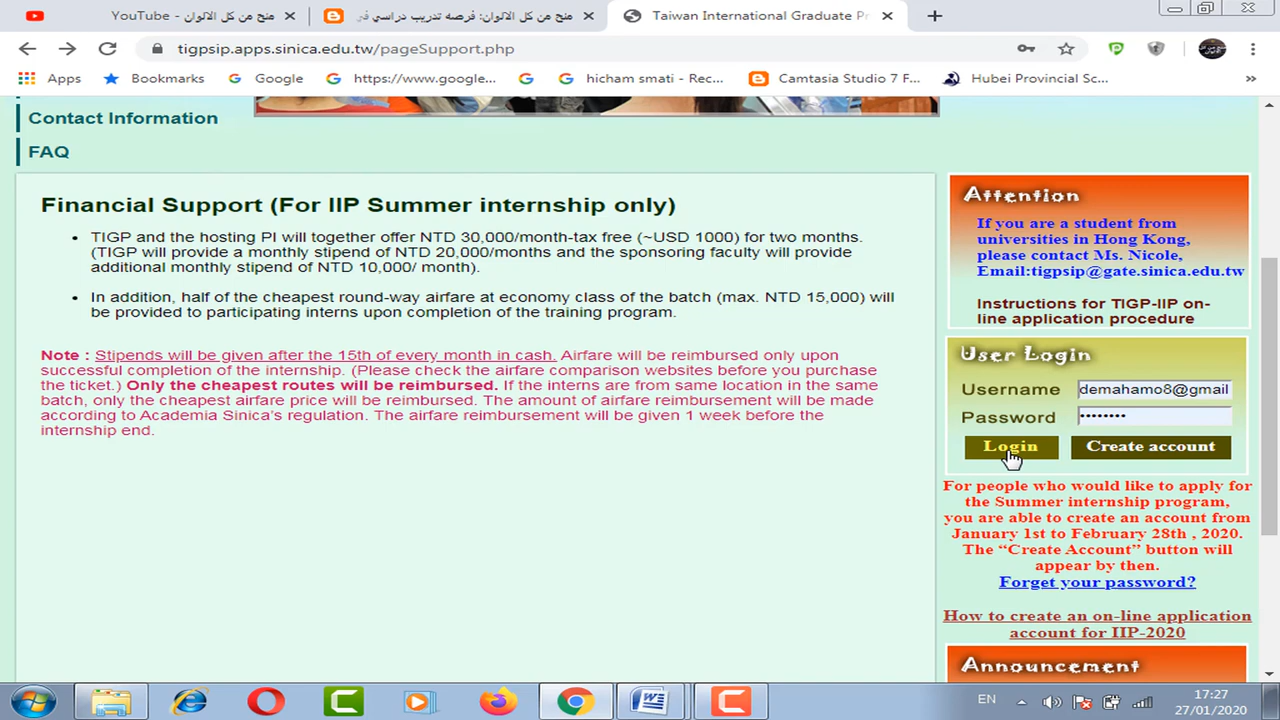 منح من كل الالوان - YouTube
منح من كل الالوان: فرصه تدريب دراسي في
Taiwan International Graduate Pr
tigpsip.apps.sinica.edu.tw/pageSupport.php
Apps Bookmarks Google https://www.google... hicham smati - Rec... Camtasia Studio 7 F... Hubei Provincial Sc... »
Contact Information
FAQ
Financial Support (For IIP Summer internship only)
• TIGP and the hosting PI will together offer NTD 30,000/month-tax free (~USD 1000) for two months.
(TIGP will provide a monthly stipend of NTD 20,000/months and the sponsoring faculty will provide
additional monthly stipend of NTD 10,000/ month).
• In addition, half of the cheapest round-way airfare at economy class of the batch (max. NTD 15,000) will
be provided to participating interns upon completion of the training program.
Note : Stipends will be given after the 15th of every month in cash. Airfare will be reimbursed only upon
successful completion of the internship. (Please check the airfare comparison websites before you purchase
the ticket.) Only the cheapest routes will be reimbursed. If the interns are from same location in the same
batch, only the cheapest airfare price will be reimbursed. The amount of airfare reimbursement will be made
according to Academia Sinica's regulation. The airfare reimbursement will be given 1 week before the
internship end.
Attention
If you are a student from
universities in Hong Kong,
please contact Ms. Nicole,
Email:tigpsip@gate.sinica.edu.tw
Instructions for TIGP-IIP on-
line application procedure
User Login
Username demahamo8@gmail
Password ••••••••
Login Create account
For people who would like to apply for
the Summer internship program,
you are able to create an account from
January 1st to February 28th , 2020.
The “Create Account” button will
appear by then.
Forget your password?
How to create an on-line application
account for IIP-2020
Announcement
EN 17:27
27/01/2020